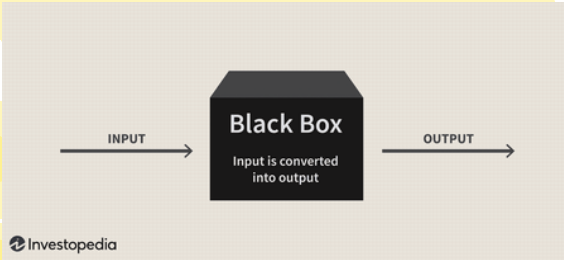 Black Box
INPUT
OUTPUT
Input is converted
into output
Investopedia